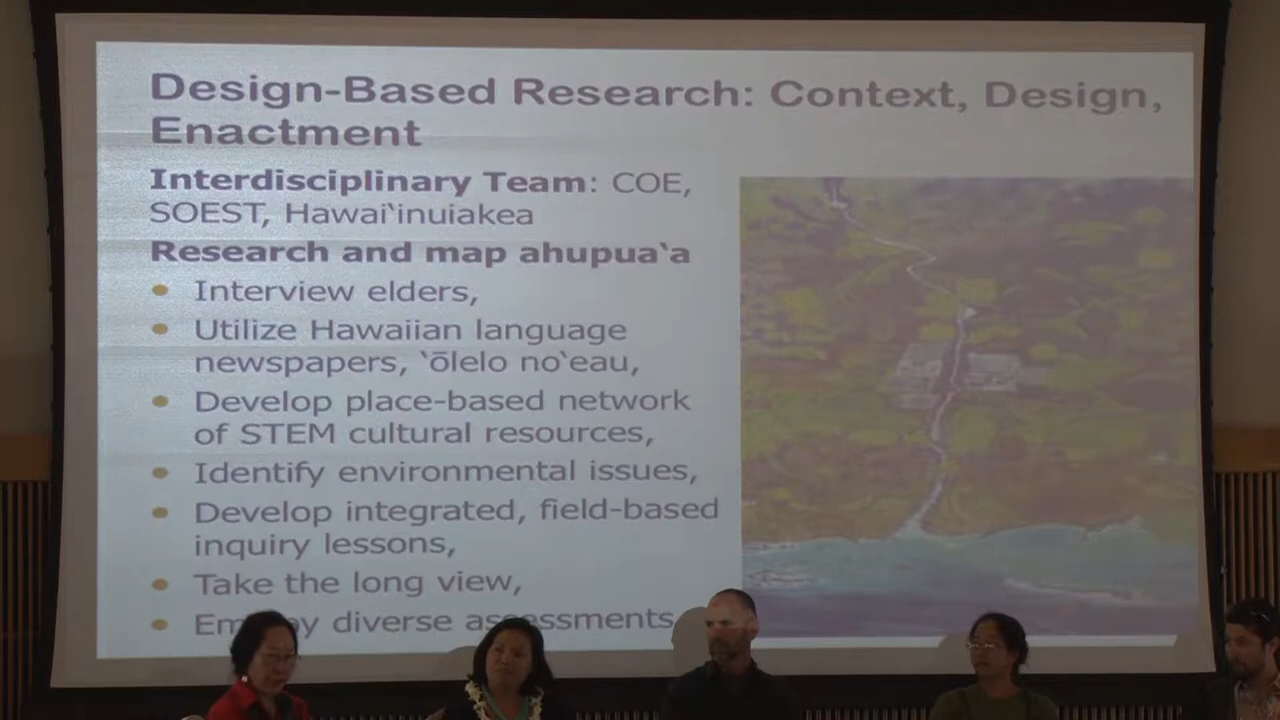 Design-Based Research: Context, Design,
Enactment
Interdisciplinary Team: COE,
SOEST, Hawaiʻinuiakea
Research and map ahupuaʻa
• Interview elders,
• Utilize Hawaiian language
newspapers, ʻōlelo noʻeau,
• Develop place-based network
of STEM cultural resources,
• Identify environmental issues,
• Develop integrated, field-based
inquiry lessons,
• Take the long view,
• Employ diverse assessments